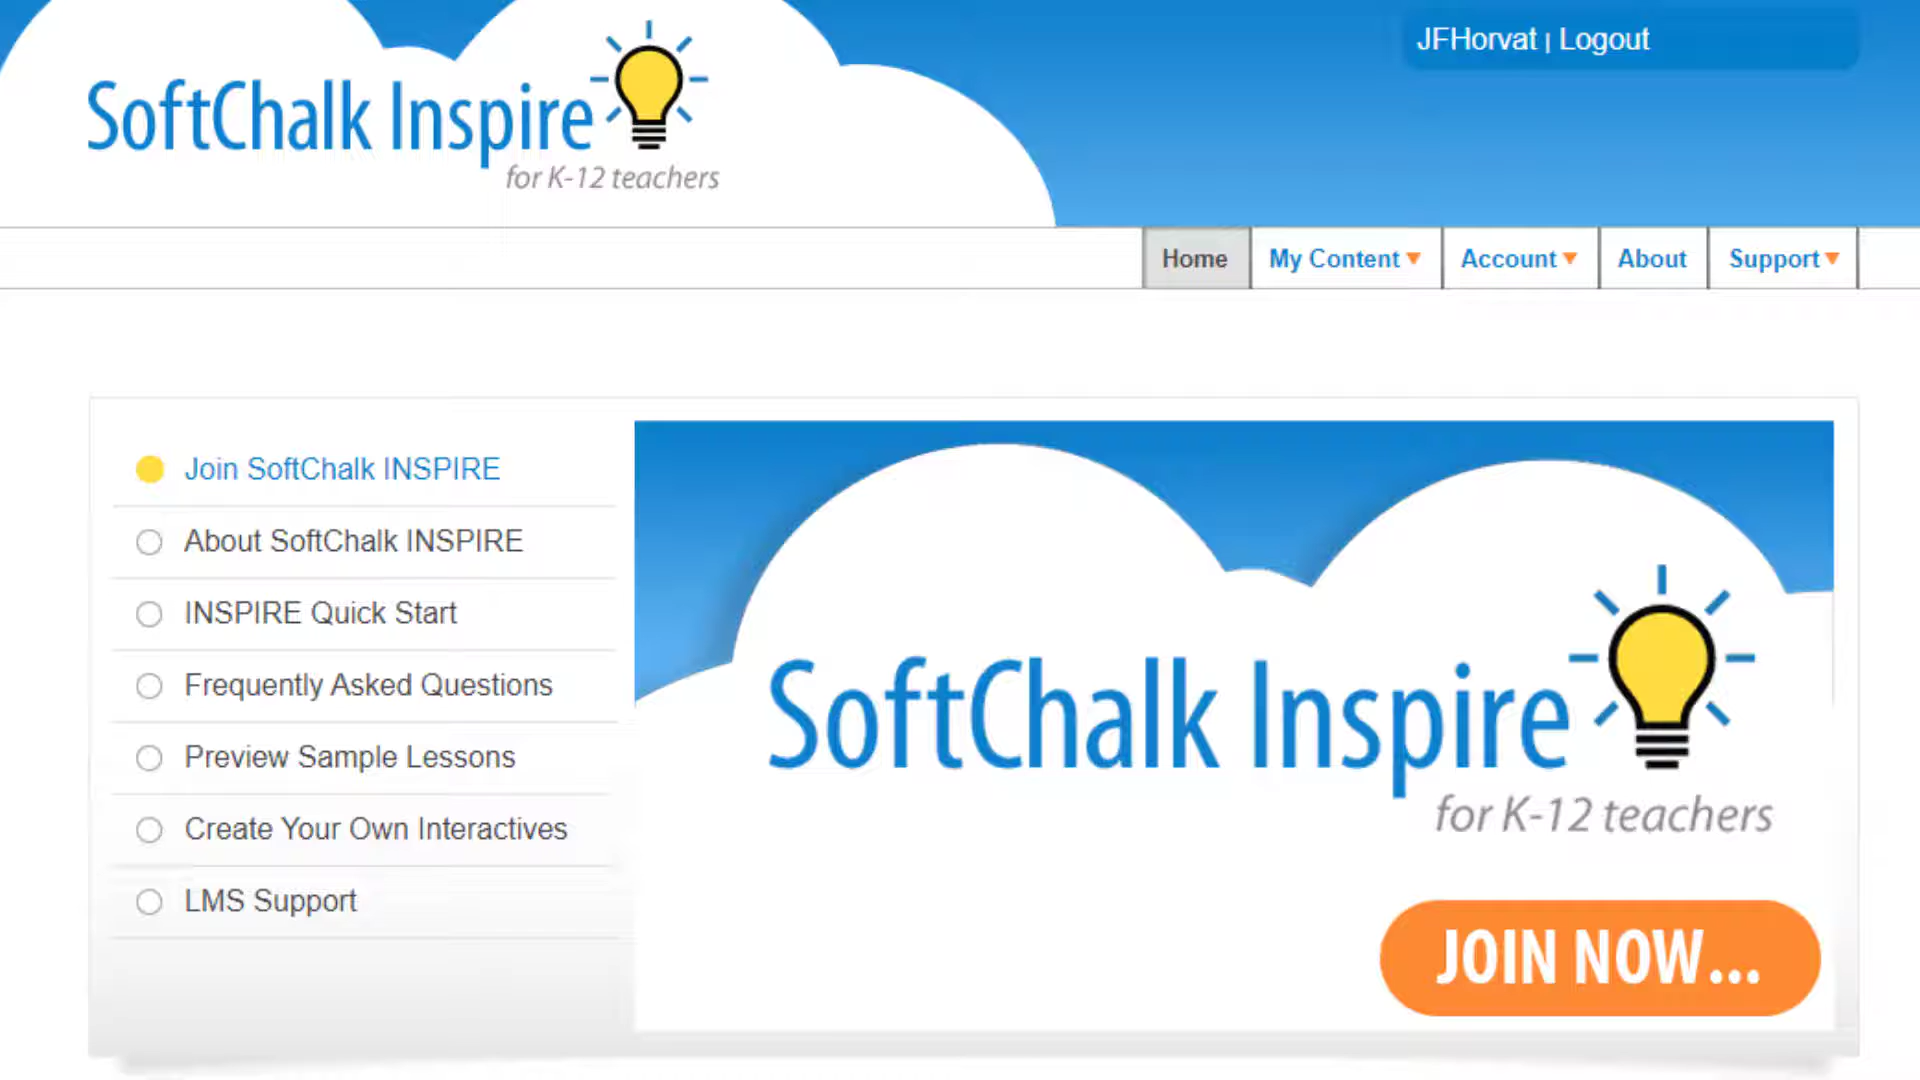 JFHorvat | Logout
SoftChalk Inspire
for K-12 teachers
Home My Content Account About Support
Join SoftChalk INSPIRE
About SoftChalk INSPIRE
INSPIRE Quick Start
Frequently Asked Questions
Preview Sample Lessons
Create Your Own Interactives
LMS Support
SoftChalk Inspire
for K-12 teachers
JOIN NOW...